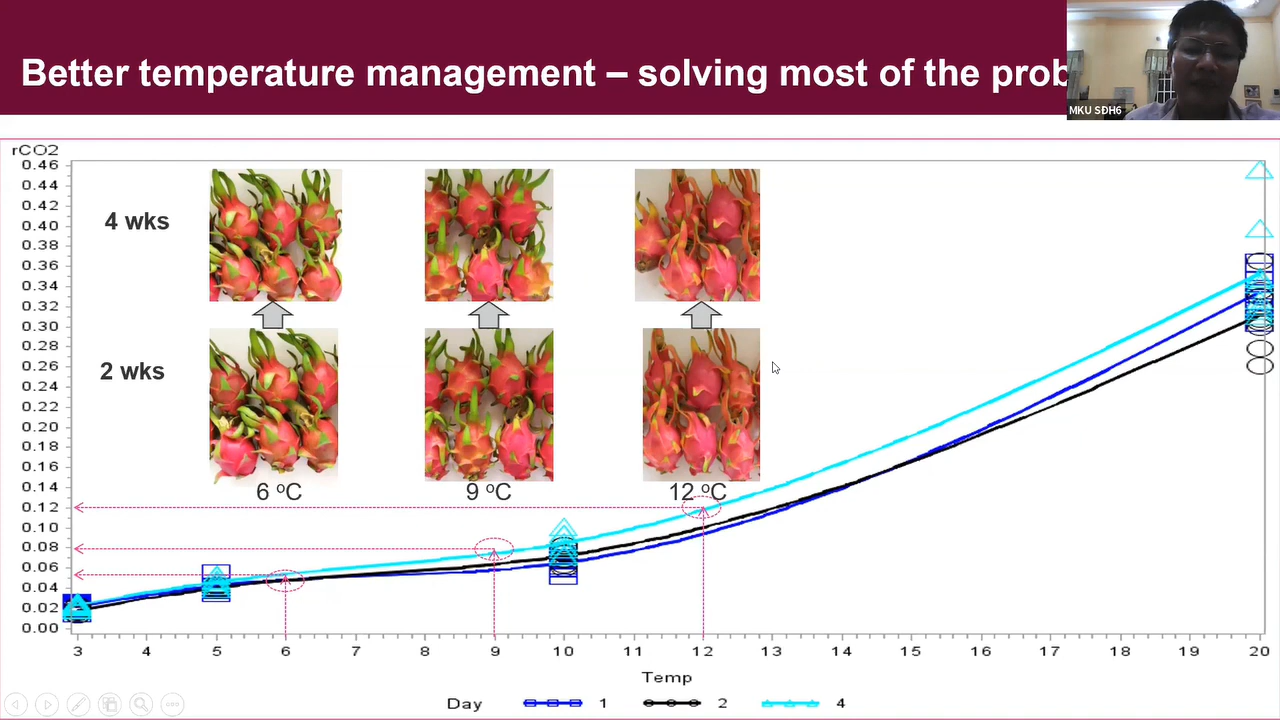 Better temperature management – solving most of the prob
MKU SĐH6
rCO2
0.46
0.44
0.42
0.40
0.38
0.36
0.34
0.32
0.30
0.28
0.26
0.24
0.22
0.20
0.18
0.16
0.14
0.12
0.10
0.08
0.06
0.04
0.02
0.00
4 wks
2 wks
6 ºC 9 ºC 12 ºC
3 4 5 6 7 8 9 10 11 12 13 14 15 16 17 18 19 20
Temp
Day 1 2 4